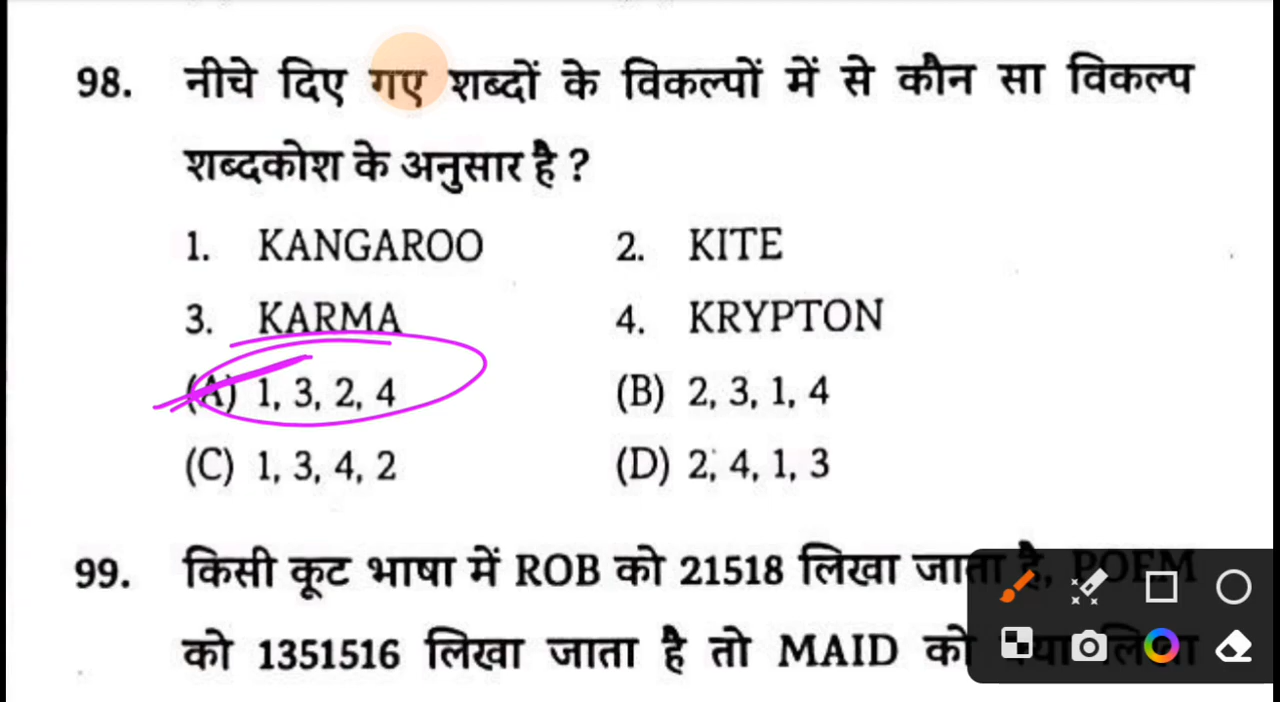 98. नीचे दिए गए शब्दों के विकल्पों में से कौन सा विकल्प
शब्दकोश के अनुसार है ?
1. KANGAROO 2. KITE
3. KARMA 4. KRYPTON
(A) 1, 3, 2, 4 (B) 2, 3, 1, 4
(C) 1, 3, 4, 2 (D) 2, 4, 1, 3
99. किसी कूट भाषा में ROB को 21518 लिखा जाता है, POEM
को 1351516 लिखा जाता है तो MAID को क्या लिखा